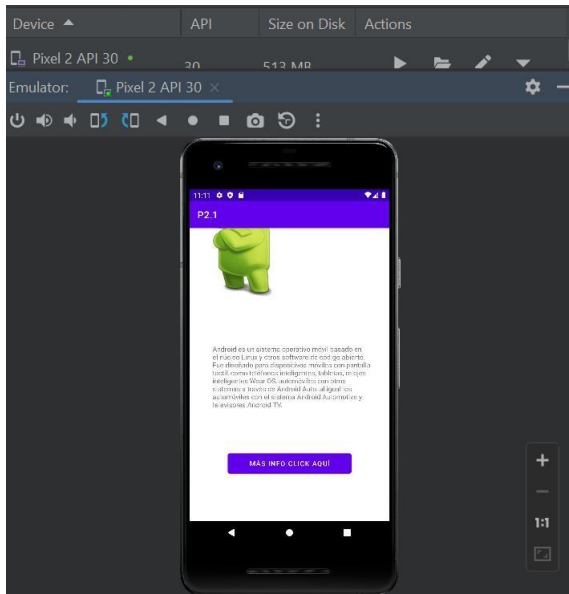 Device API Size on Disk Actions
Pixel 2 API 30 30 513 MB
Emulator: Pixel 2 API 30
11:11
P2.1
Android es un sistema operativo móvil basado en
el núcleo Linux y otros software de código abierto.
Fue diseñado para dispositivos móviles con pantalla
táctil, como teléfonos inteligentes, tabletas, relojes
inteligentes Wear OS, automóviles con otros
sistemas a través de Android Auto, al igual los
automóviles con el sistema Android Automotive y
televisores Android TV.
MÁS INFO CLICK AQUÍ
1:1